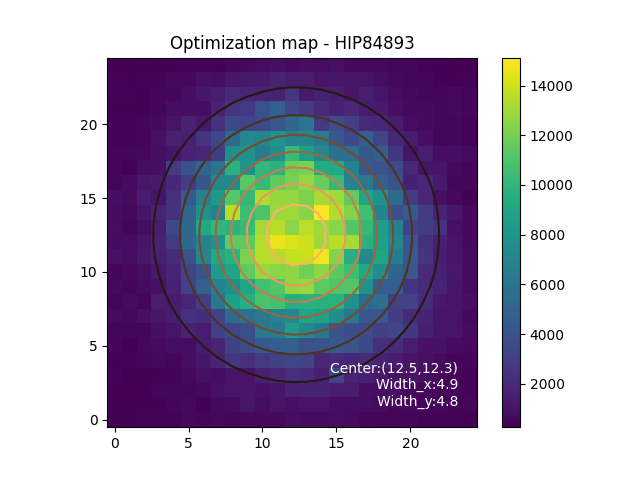 Optimization map - HIP84893
20
15
10
5
0
0 5 10 15 20
14000
12000
10000
8000
6000
4000
2000
Center:(12.5,12.3)
Width_x:4.9
Width_y:4.8